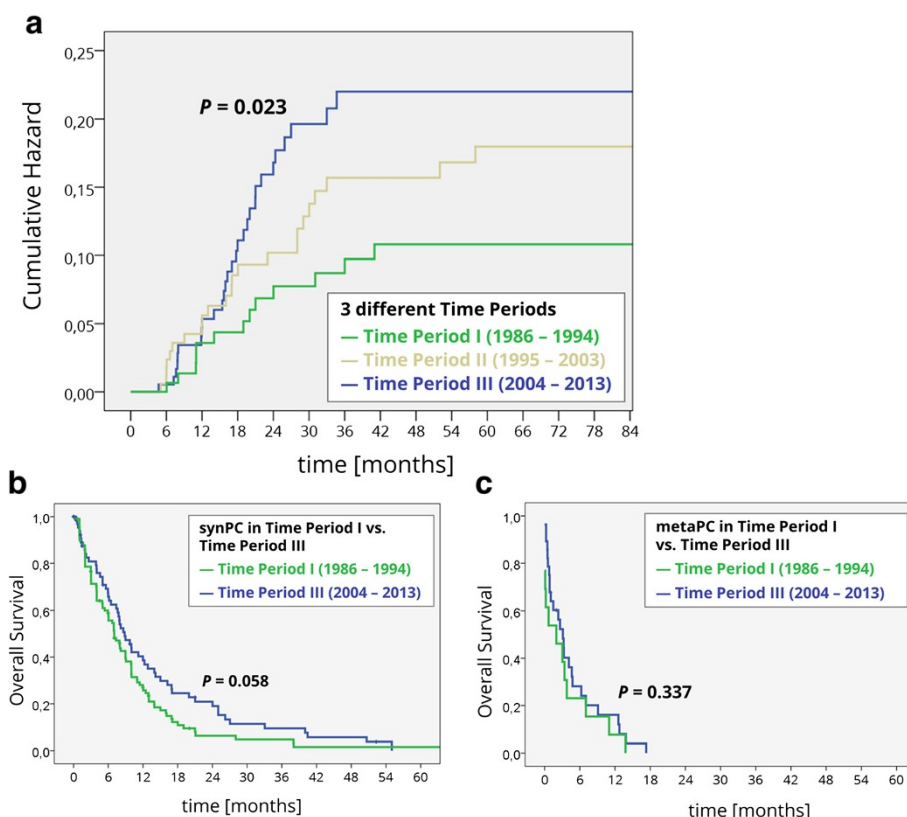 a
0,25
0,20
0,15
0,10
0,05
0,00
Cumulative Hazard
P = 0.023
3 different Time Periods
Time Period I (1986 – 1994)
Time Period II (1995 – 2003)
Time Period III (2004 – 2013)
0 6 12 18 24 30 36 42 48 54 60 66 72 78 84
time [months]
b
1,0
0,8
0,6
0,4
0,2
0,0
Overall Survival
synPC in Time Period I vs.
Time Period III
Time Period I (1986 – 1994)
Time Period III (2004 – 2013)
P = 0.058
0 6 12 18 24 30 36 42 48 54 60
time [months]
c
1,0
0,8
0,6
0,4
0,2
0,0
Overall Survival
metaPC in Time Period I
vs. Time Period III
Time Period I (1986 – 1994)
Time Period III (2004 – 2013)
P = 0.337
0 6 12 18 24 30 36 42 48 54 60
time [months]